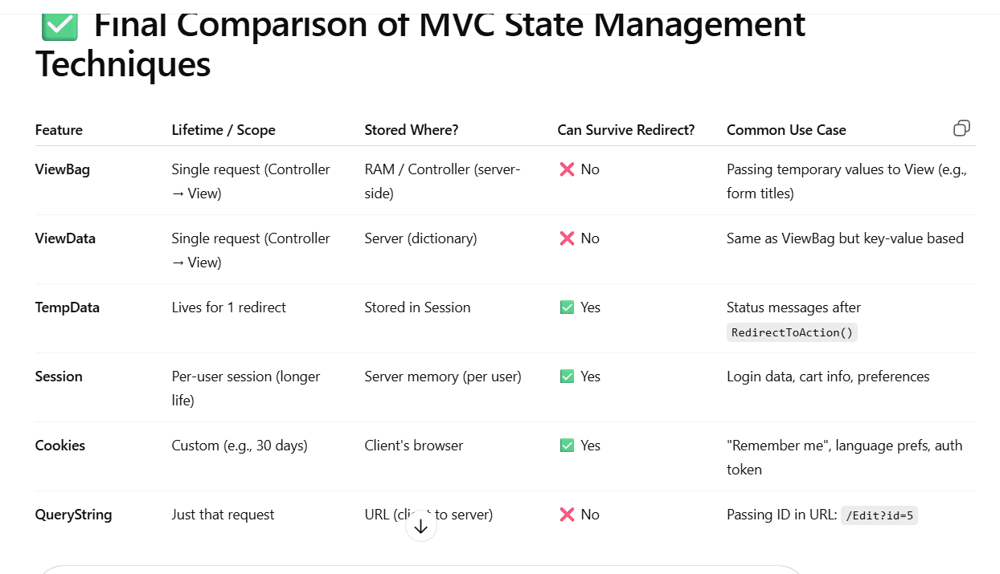 ✅ Final Comparison of MVC State Management
Techniques
Feature Lifetime / Scope Stored Where? Can Survive Redirect? Common Use Case
ViewBag Single request (Controller RAM / Controller (server- ❌ No Passing temporary values to View (e.g.,
→ View) side) form titles)
ViewData Single request (Controller Server (dictionary) ❌ No Same as ViewBag but key-value based
→ View)
TempData Lives for 1 redirect Stored in Session ✅ Yes Status messages after
RedirectToAction()
Session Per-user session (longer Server memory (per user) ✅ Yes Login data, cart info, preferences
life)
Cookies Custom (e.g., 30 days) Client's browser ✅ Yes "Remember me", language prefs, auth
token
QueryString Just that request URL (client to server) ❌ No Passing ID in URL: /Edit?id=5